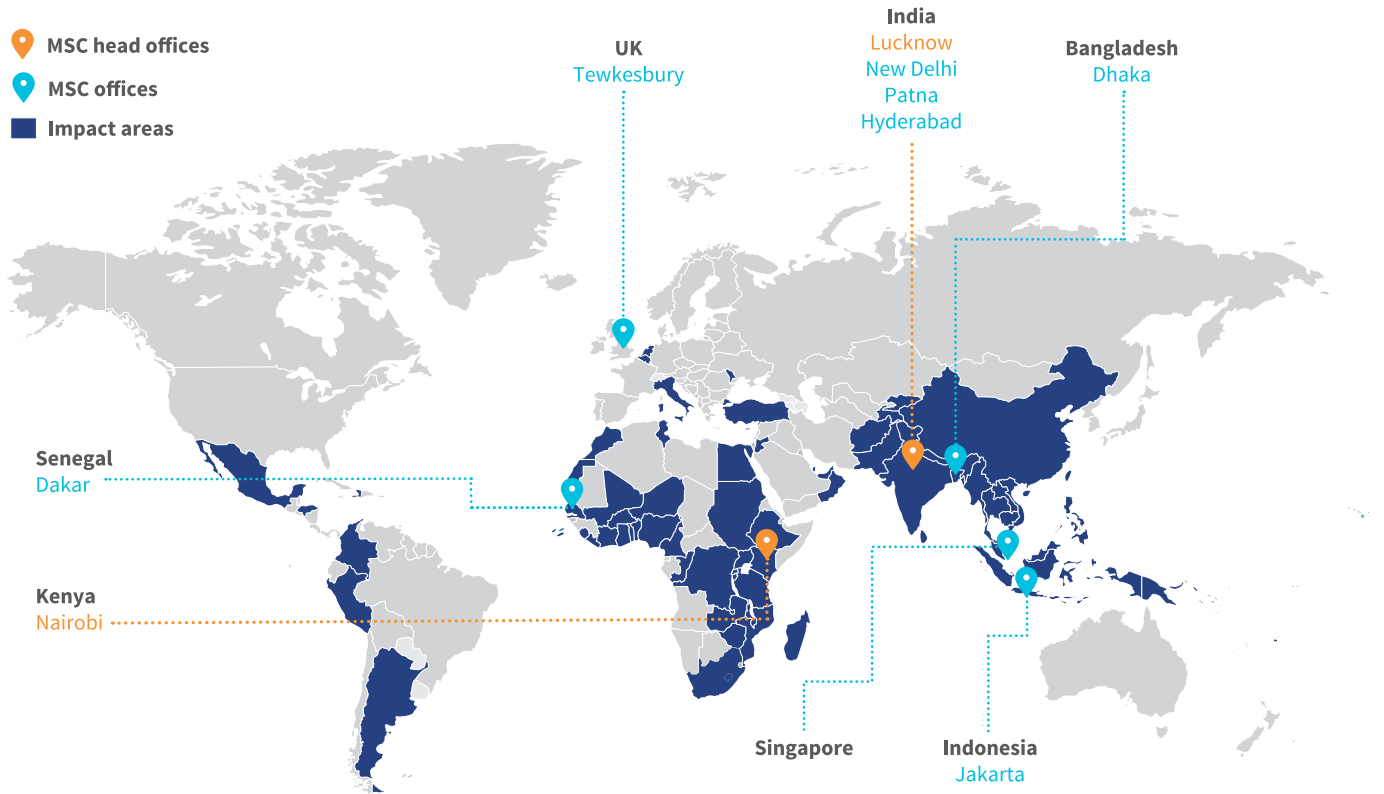 MSC head offices
MSC offices
Impact areas
UK
Tewkesbury
India
Lucknow
New Delhi
Patna
Hyderabad
Bangladesh
Dhaka
Senegal
Dakar
Kenya
Nairobi
Singapore
Indonesia
Jakarta